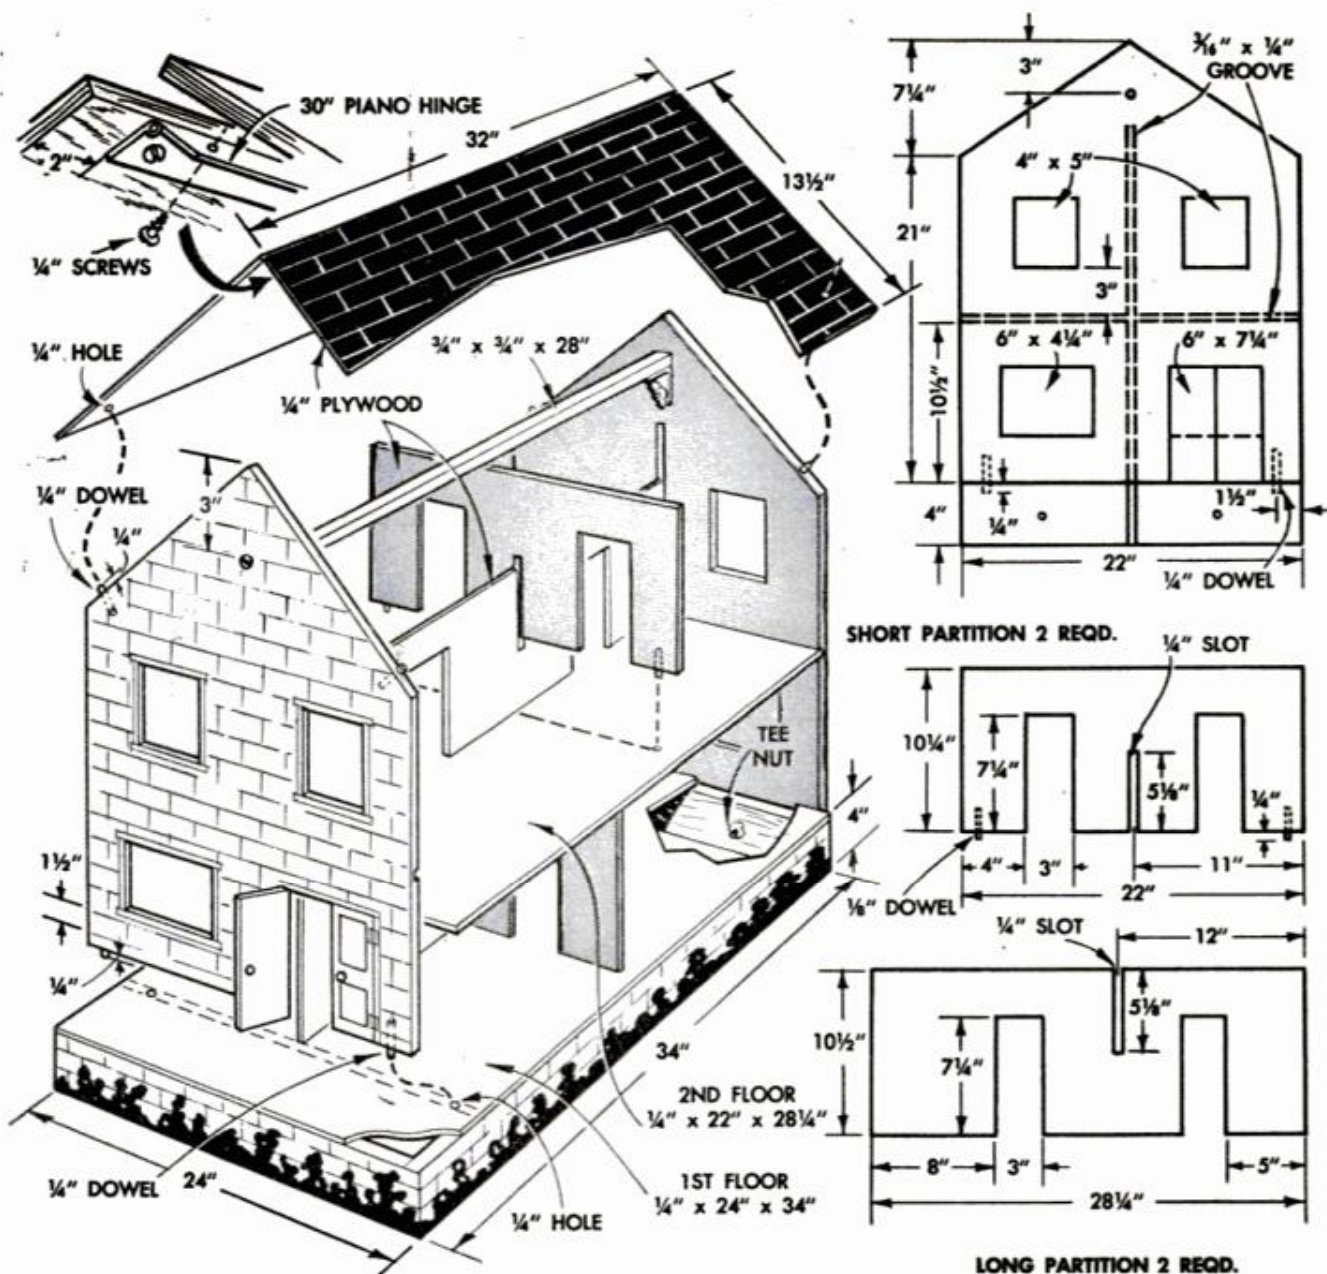 30" PIANO HINGE
2"
¼" SCREWS
32"
13½"
¼" HOLE
¾" x ¾" x 28"
¼" PLYWOOD
¼" DOWEL
¼"
3"
1½"
¼"
TEE
NUT
4"
34"
24"
¼" DOWEL
¼" HOLE
2ND FLOOR
¼" x 22" x 28¼"
1ST FLOOR
¼" x 24" x 34"
3/16" x ¼"
GROOVE
3"
7¼"
4" x 5"
21"
3"
6" x 4¼"
6" x 7¼"
10½"
4"
¼"
1½"
22"
¼" DOWEL
SHORT PARTITION 2 REQD.
¼" SLOT
10¼"
7¼"
5⅛"
¼"
4"
3"
11"
22"
⅛" DOWEL
¼" SLOT
12"
10½"
7¼"
5⅛"
8"
3"
5"
28¼"
LONG PARTITION 2 REQD.